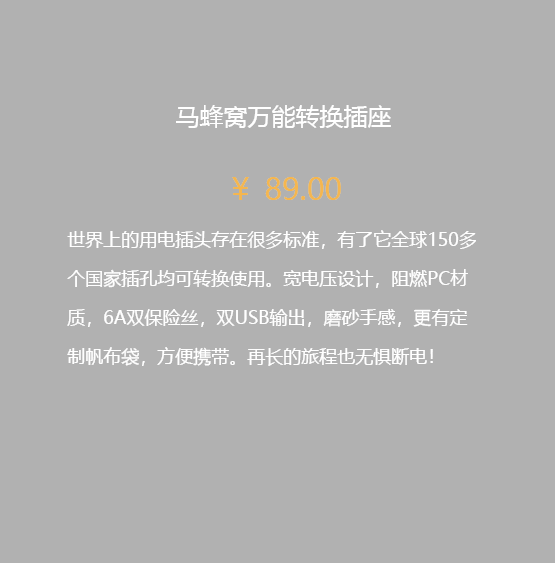 马蜂窝万能转换插座
¥ 89.00
世界上的用电插头存在很多标准，有了它全球150多
个国家插孔均可转换使用。宽电压设计，阻燃PC材
质，6A双保险丝，双USB输出，磨砂手感，更有定
制帆布袋，方便携带。再长的旅程也无惧断电！